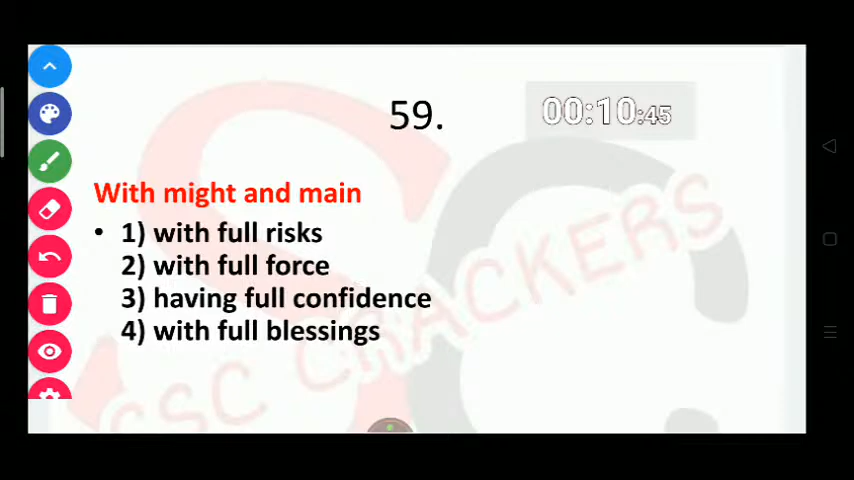 59.
00:10:45
With might and main
• 1) with full risks
2) with full force
3) having full confidence
4) with full blessings
SSC CRACKERS